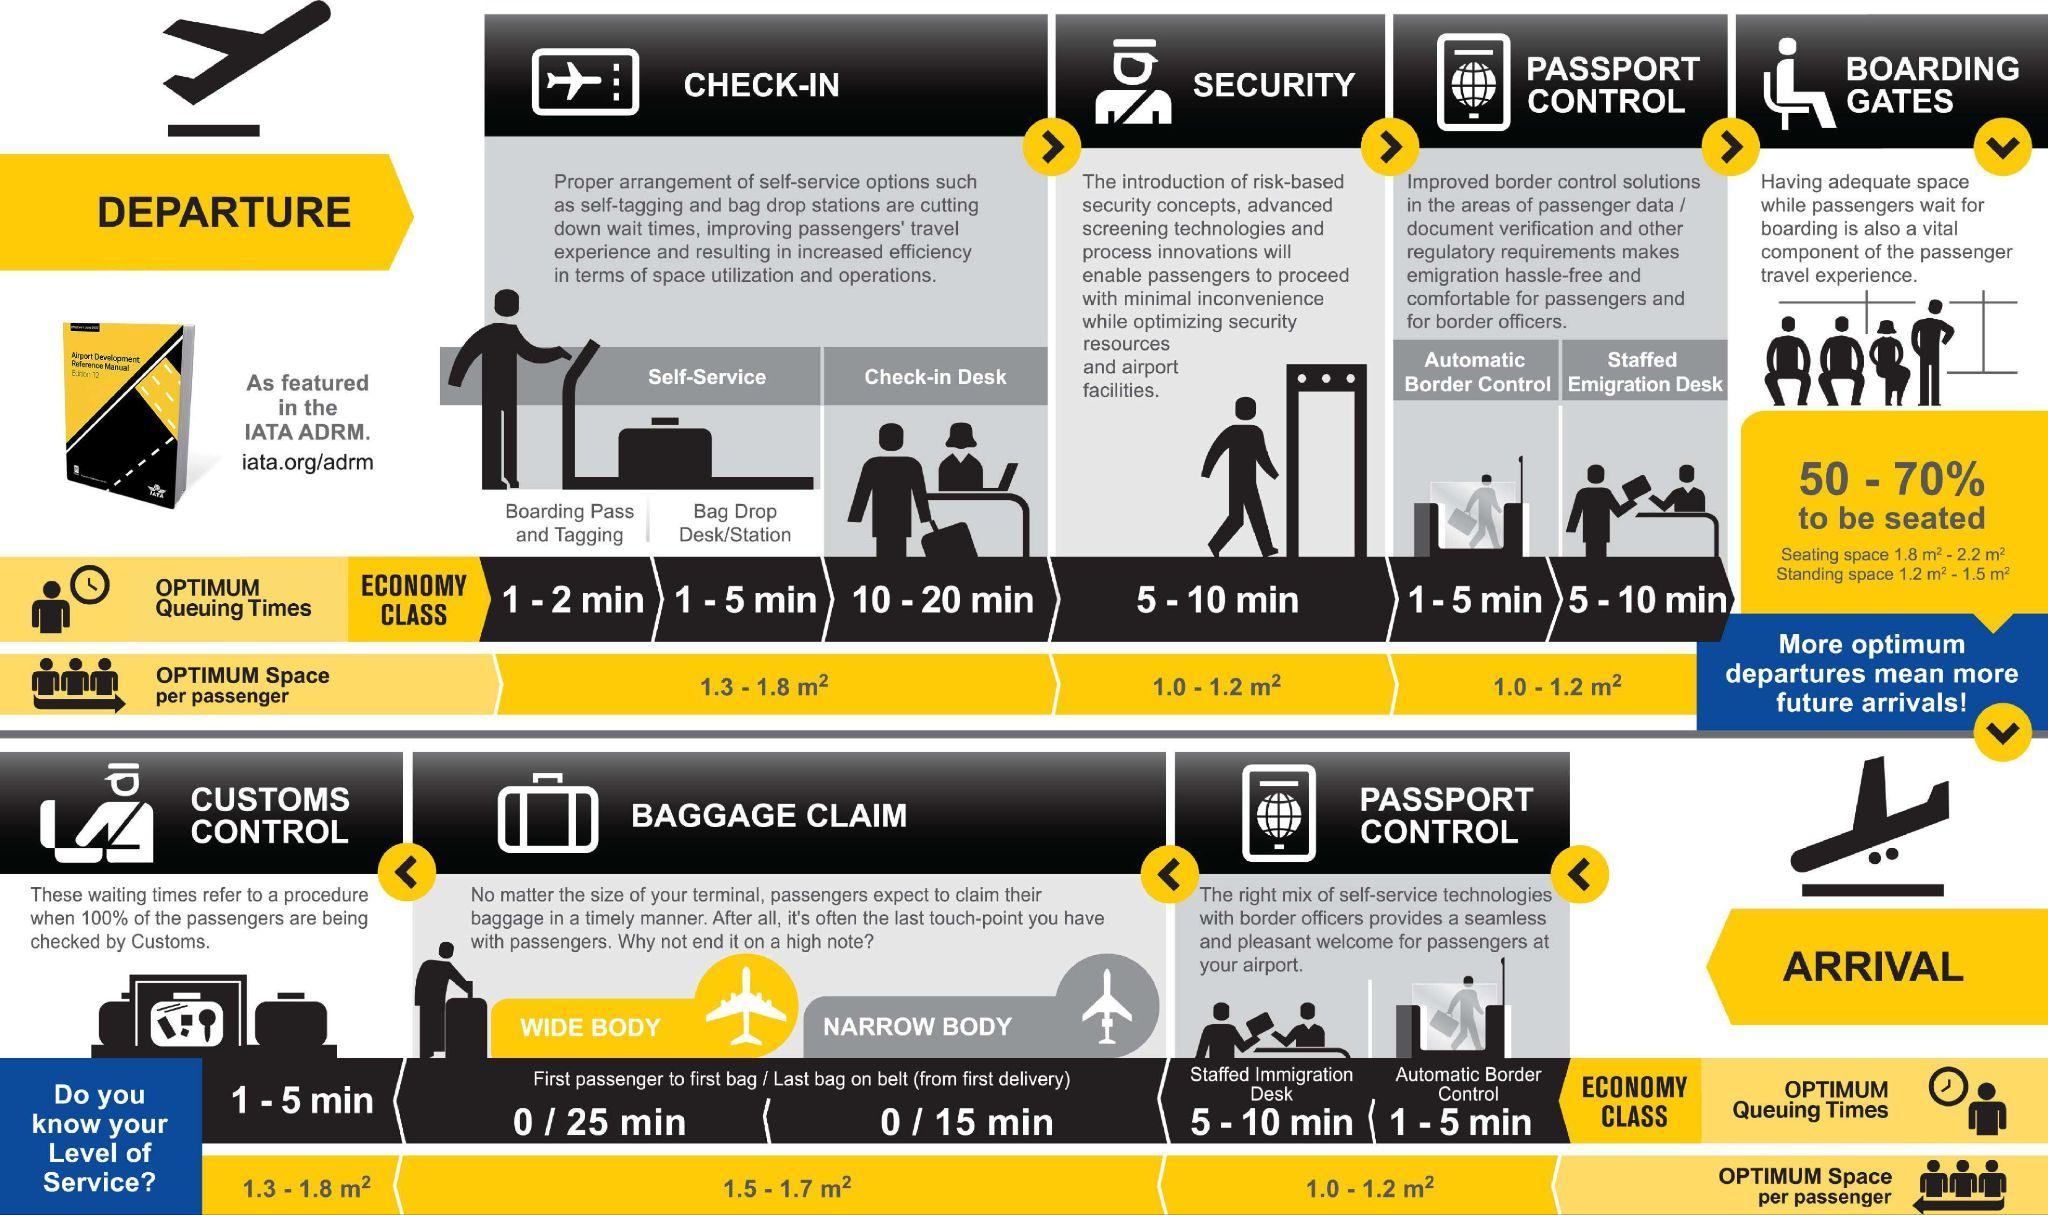 CHECK-IN
SECURITY
PASSPORT
CONTROL
BOARDING
GATES
DEPARTURE
Proper arrangement of self-service options such
as self-tagging and bag drop stations are cutting
down wait times, improving passengers' travel
experience and resulting in increased efficiency
in terms of space utilization and operations.
The introduction of risk-based
security concepts, advanced
screening technologies and
process innovations will
enable passengers to proceed
with minimal inconvenience
while optimizing security
resources
and airport
facilities.
Improved border control solutions
in the areas of passenger data /
document verification and other
regulatory requirements makes
emigration hassle-free and
comfortable for passengers and
for border officers.
Having adequate space
while passengers wait for
boarding is also a vital
component of the passenger
travel experience.
Airport Development
Reference Manual
Edition 12
IATA
As featured
in the
IATA ADRM.
iata.org/adrm
Self-Service
Check-in Desk
Automatic
Border Control
Staffed
Emigration Desk
Boarding Pass
and Tagging
Bag Drop
Desk/Station
50 - 70%
to be seated
Seating space 1.8 m² - 2.2 m²
Standing space 1.2 m² - 1.5 m²
OPTIMUM
Queuing Times
ECONOMY
CLASS
1 - 2 min
1 - 5 min
10 - 20 min
5 - 10 min
1 - 5 min
5 - 10 min
OPTIMUM Space
per passenger
1.3 - 1.8 m²
1.0 - 1.2 m²
1.0 - 1.2 m²
More optimum
departures mean more
future arrivals!
CUSTOMS
CONTROL
BAGGAGE CLAIM
PASSPORT
CONTROL
These waiting times refer to a procedure
when 100% of the passengers are being
checked by Customs.
No matter the size of your terminal, passengers expect to claim their
baggage in a timely manner. After all, it's often the last touch-point you have
with passengers. Why not end it on a high note?
The right mix of self-service technologies
with border officers provides a seamless
and pleasant welcome for passengers at
your airport.
ARRIVAL
WIDE BODY
NARROW BODY
Do you
know your
Level of
Service?
1 - 5 min
First passenger to first bag / Last bag on belt (from first delivery)
0 / 25 min
0 / 15 min
Staffed Immigration
Desk
5 - 10 min
Automatic Border
Control
1 - 5 min
ECONOMY
CLASS
OPTIMUM
Queuing Times
1.3 - 1.8 m²
1.5 - 1.7 m²
1.0 - 1.2 m²
OPTIMUM Space
per passenger